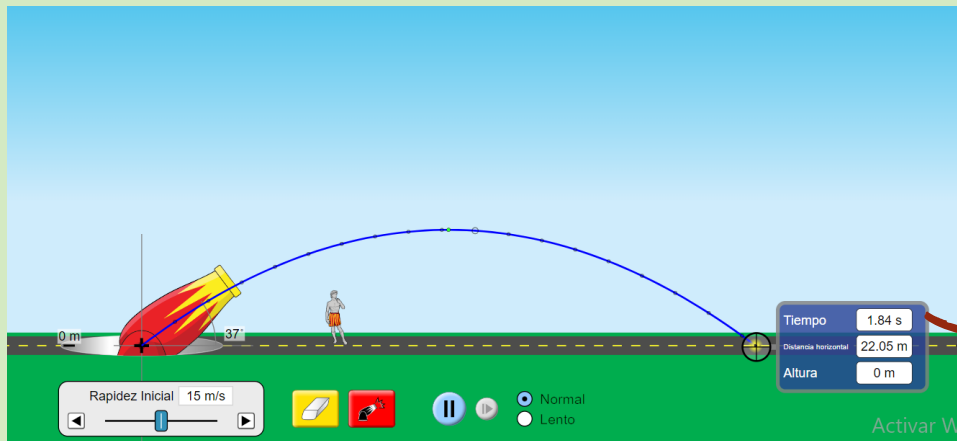 0 m
37°
Tiempo 1.84 s
Distancia horizontal 22.05 m
Altura 0 m
Rapidez Inicial 15 m/s
Normal
Lento
Activar W